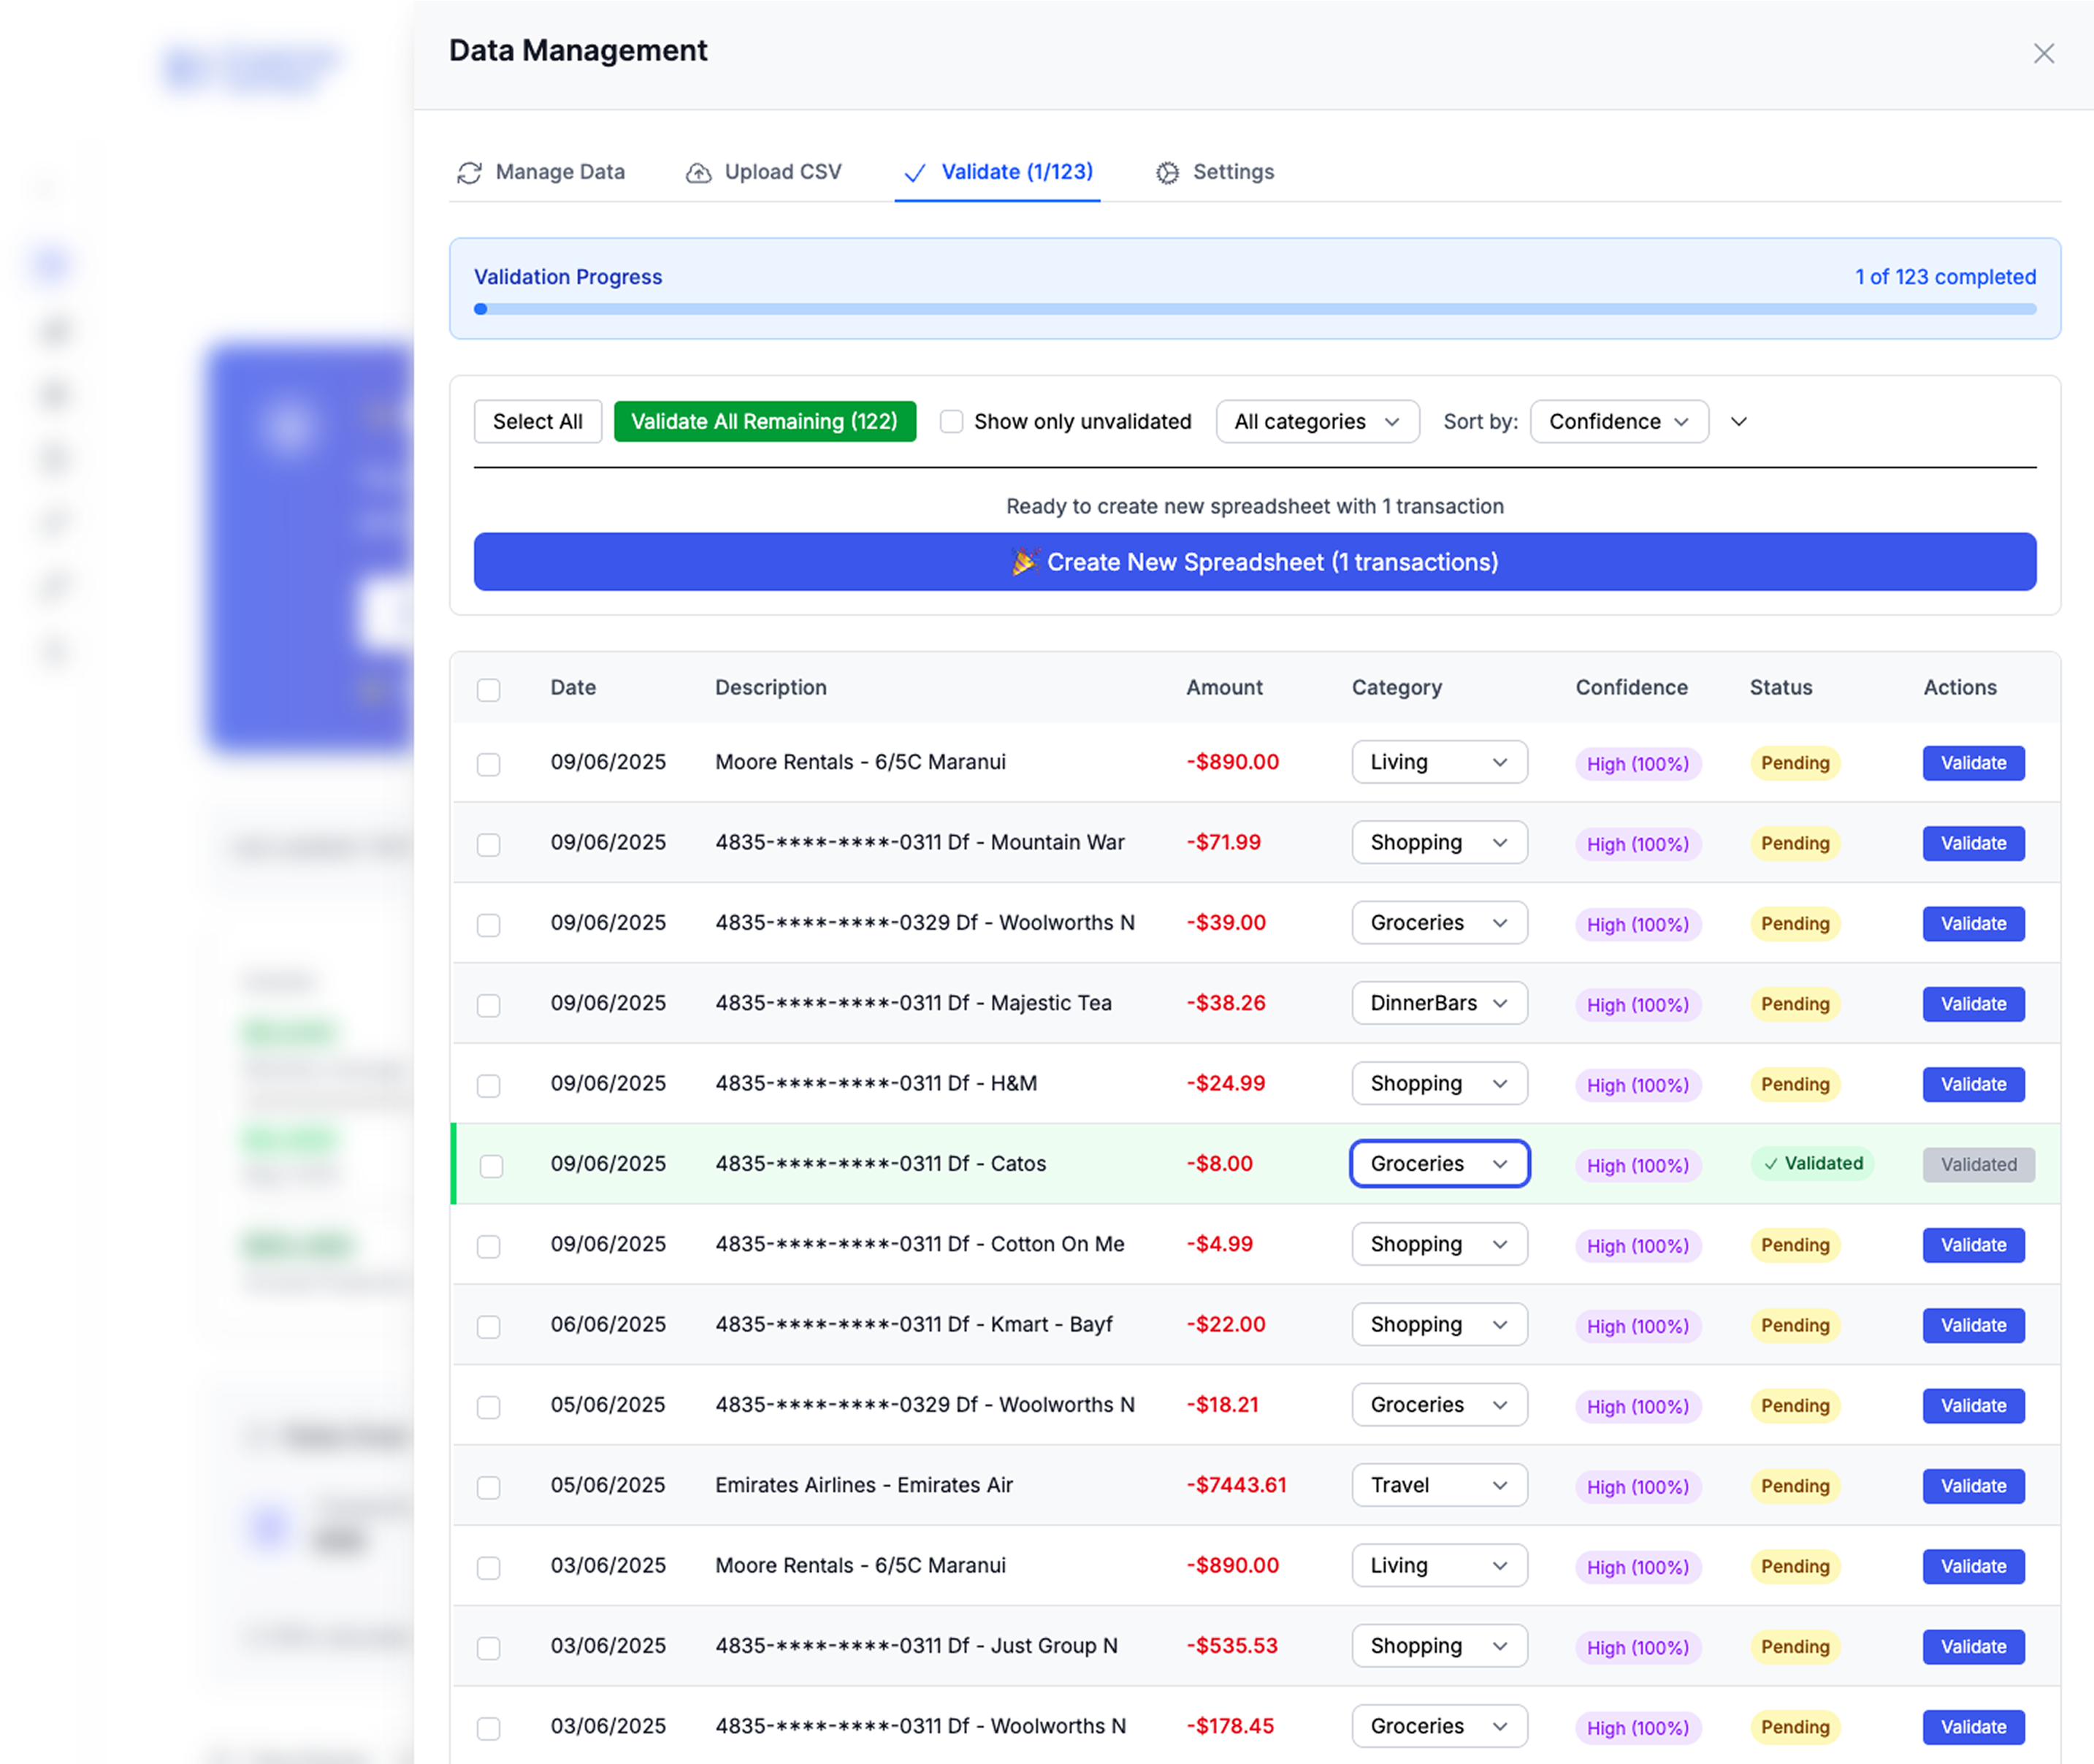 Data Management
Manage Data Upload CSV Validate (1/123) Settings
Validation Progress 1 of 123 completed
Select All Validate All Remaining (122) Show only unvalidated All categories Sort by: Confidence
Ready to create new spreadsheet with 1 transaction
🎉 Create New Spreadsheet (1 transactions)
Date Description Amount Category Confidence Status Actions
09/06/2025 Moore Rentals - 6/5C Maranui -$890.00 Living High (100%) Pending Validate
09/06/2025 4835-****-****-0311 Df - Mountain War -$71.99 Shopping High (100%) Pending Validate
09/06/2025 4835-****-****-0329 Df - Woolworths N -$39.00 Groceries High (100%) Pending Validate
09/06/2025 4835-****-****-0311 Df - Majestic Tea -$38.26 DinnerBars High (100%) Pending Validate
09/06/2025 4835-****-****-0311 Df - H&M -$24.99 Shopping High (100%) Pending Validate
09/06/2025 4835-****-****-0311 Df - Catos -$8.00 Groceries High (100%) ✓ Validated Validated
09/06/2025 4835-****-****-0311 Df - Cotton On Me -$4.99 Shopping High (100%) Pending Validate
06/06/2025 4835-****-****-0311 Df - Kmart - Bayf -$22.00 Shopping High (100%) Pending Validate
05/06/2025 4835-****-****-0329 Df - Woolworths N -$18.21 Groceries High (100%) Pending Validate
05/06/2025 Emirates Airlines - Emirates Air -$7443.61 Travel High (100%) Pending Validate
03/06/2025 Moore Rentals - 6/5C Maranui -$890.00 Living High (100%) Pending Validate
03/06/2025 4835-****-****-0311 Df - Just Group N -$535.53 Shopping High (100%) Pending Validate
03/06/2025 4835-****-****-0311 Df - Woolworths N -$178.45 Groceries High (100%) Pending Validate